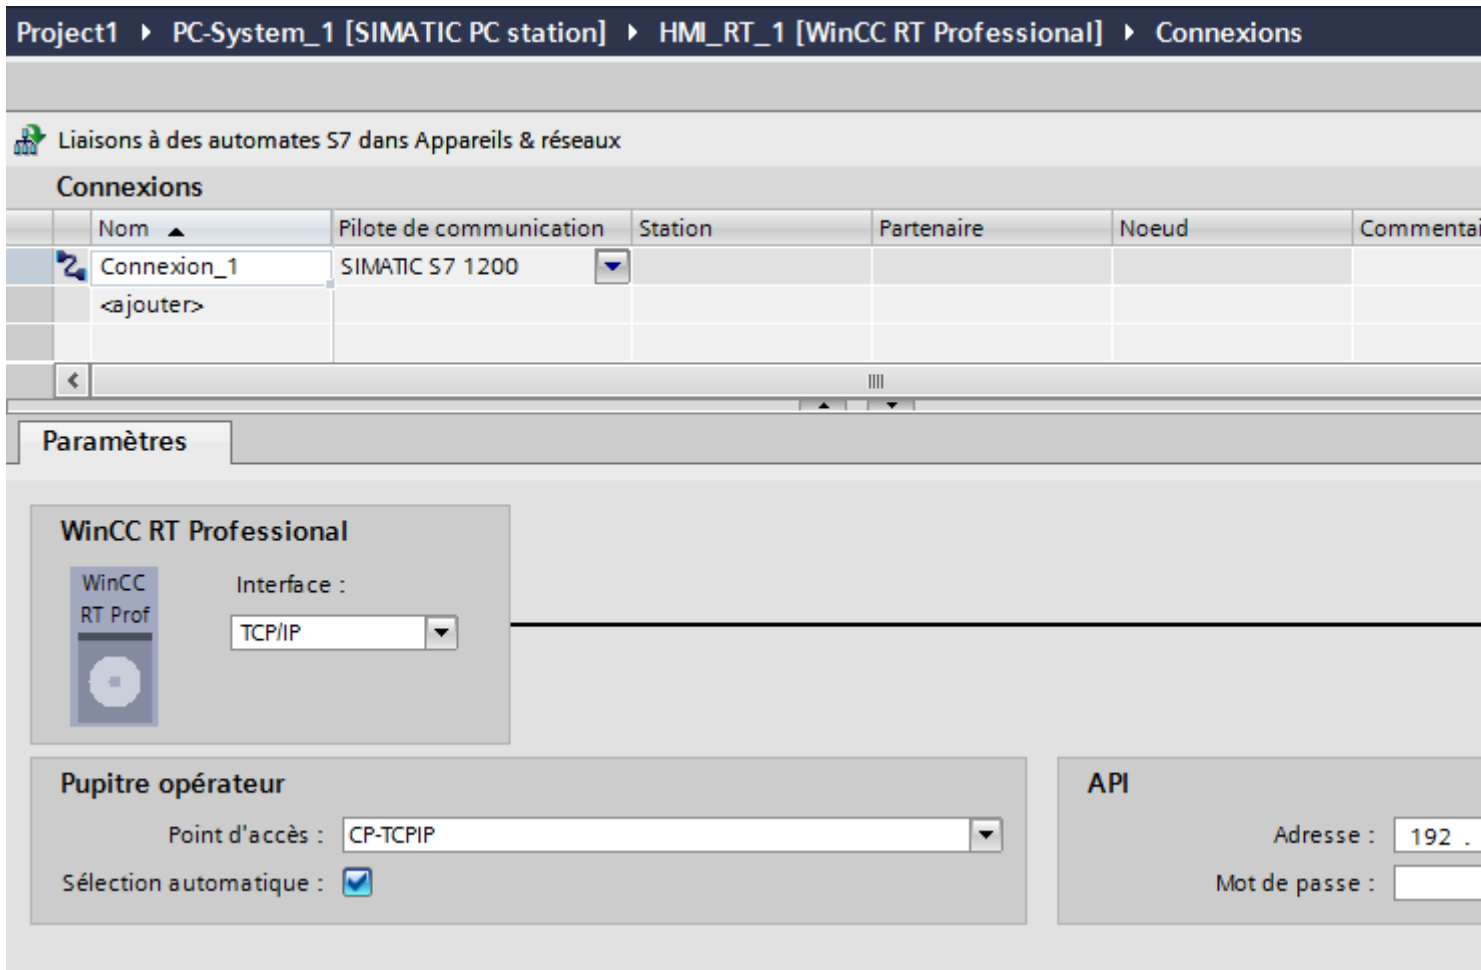 Project1 ▸ PC-System_1 [SIMATIC PC station] ▸ HMI_RT_1 [WinCC RT Professional] ▸ Connexions
Liaisons à des automates S7 dans Appareils & réseaux
Connexions
Nom Pilote de communication Station Partenaire Noeud Commentai
Connexion_1 SIMATIC S7 1200
<ajouter>
Paramètres
WinCC RT Professional
WinCC
RT Prof
Interface :
TCP/IP
Pupitre opérateur
Point d'accès : CP-TCPIP
Sélection automatique :
API
Adresse : 192 .
Mot de passe :